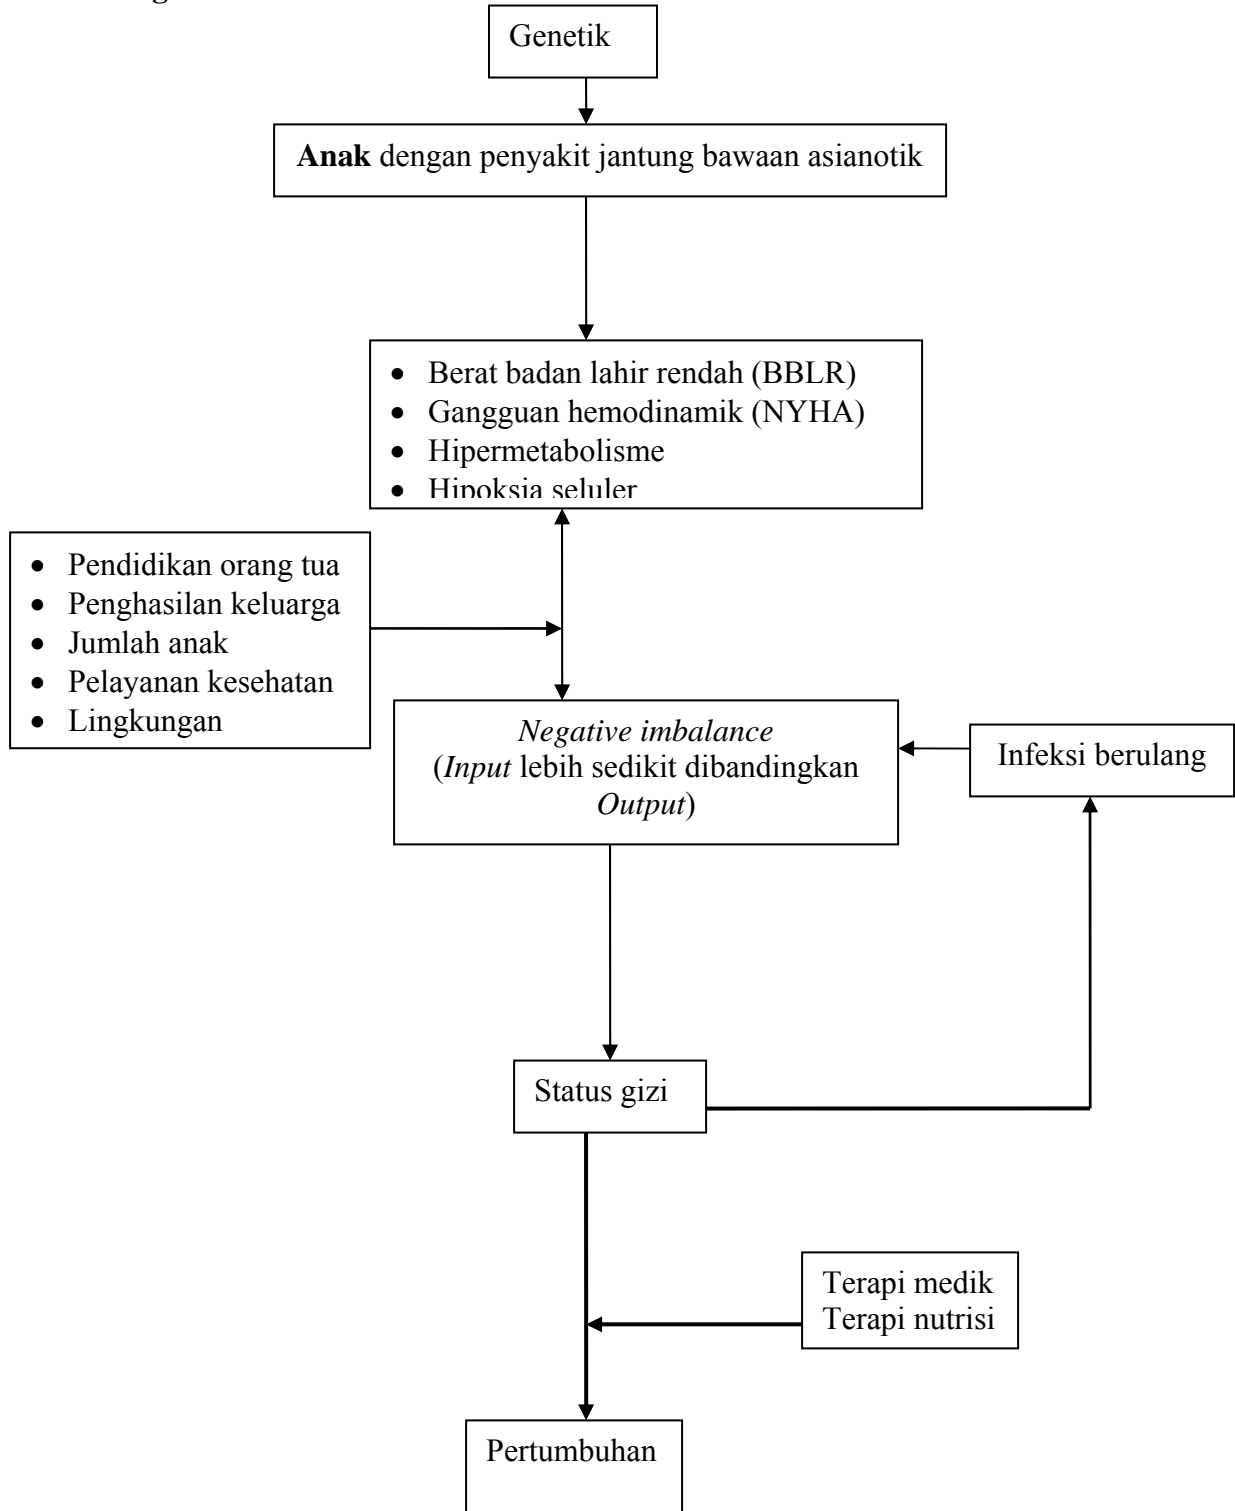 Genetik
Anak dengan penyakit jantung bawaan asianotik
• Berat badan lahir rendah (BBLR)
• Gangguan hemodinamik (NYHA)
• Hipermetabolisme
• Hipoksia seluler
• Pendidikan orang tua
• Penghasilan keluarga
• Jumlah anak
• Pelayanan kesehatan
• Lingkungan
Negative imbalance
(Input lebih sedikit dibandingkan
Output)
Infeksi berulang
Status gizi
Terapi medik
Terapi nutrisi
Pertumbuhan